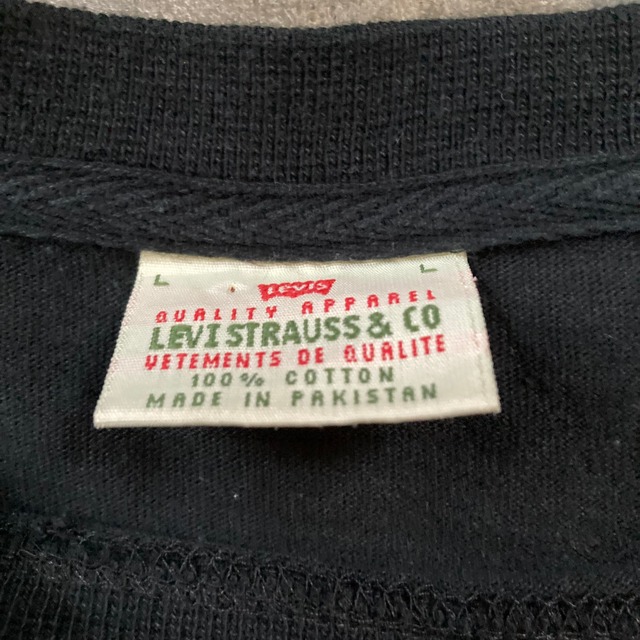 L L
Levi's
QUALITY APPAREL
LEVI STRAUSS & CO
VETEMENTS DE QUALITE
100% COTTON
MADE IN PAKISTAN